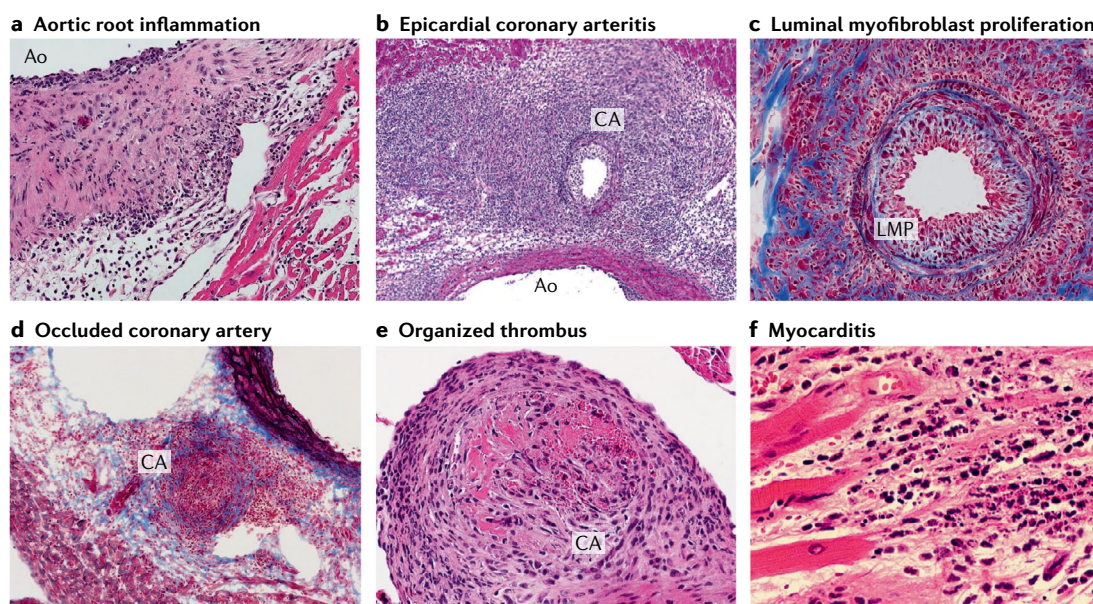 a Aortic root inflammation
b Epicardial coronary arteritis
c Luminal myofibroblast proliferation
Ao
CA
Ao
LMP
d Occluded coronary artery
e Organized thrombus
f Myocarditis
CA
CA